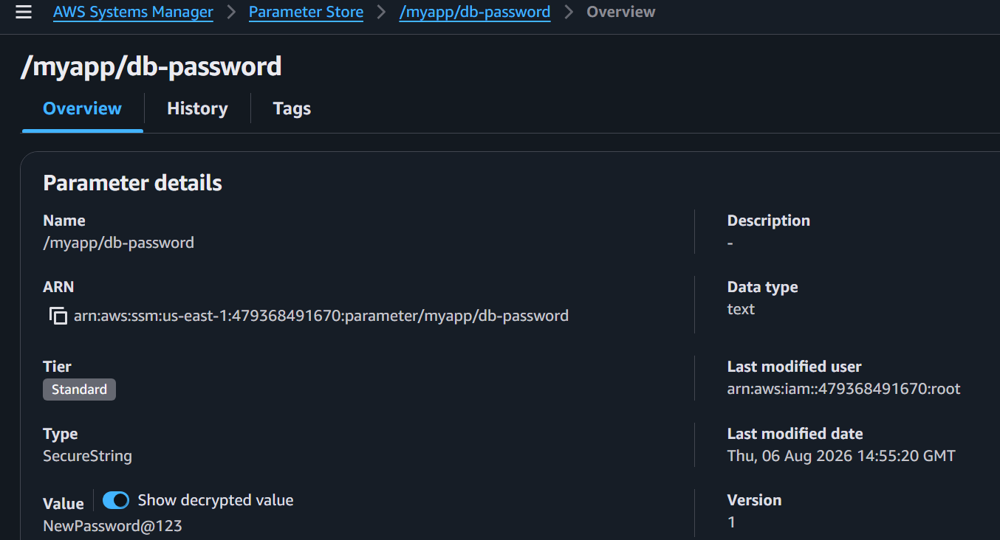 AWS Systems Manager > Parameter Store > /myapp/db-password > Overview
/myapp/db-password
Overview
History
Tags
Parameter details
Name
/myapp/db-password
Description
-
ARN
arn:aws:ssm:us-east-1:479368491670:parameter/myapp/db-password
Data type
text
Tier
Standard
Last modified user
arn:aws:iam::479368491670:root
Type
SecureString
Last modified date
Thu, 06 Aug 2026 14:55:20 GMT
Value
Show decrypted value
NewPassword@123
Version
1